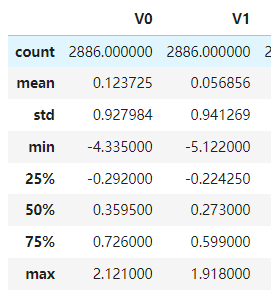 V0 V1
count 2886.000000 2886.000000
mean 0.123725 0.056856
std 0.927984 0.941269
min -4.335000 -5.122000
25% -0.292000 -0.224250
50% 0.359500 0.273000
75% 0.726000 0.599000
max 2.121000 1.918000